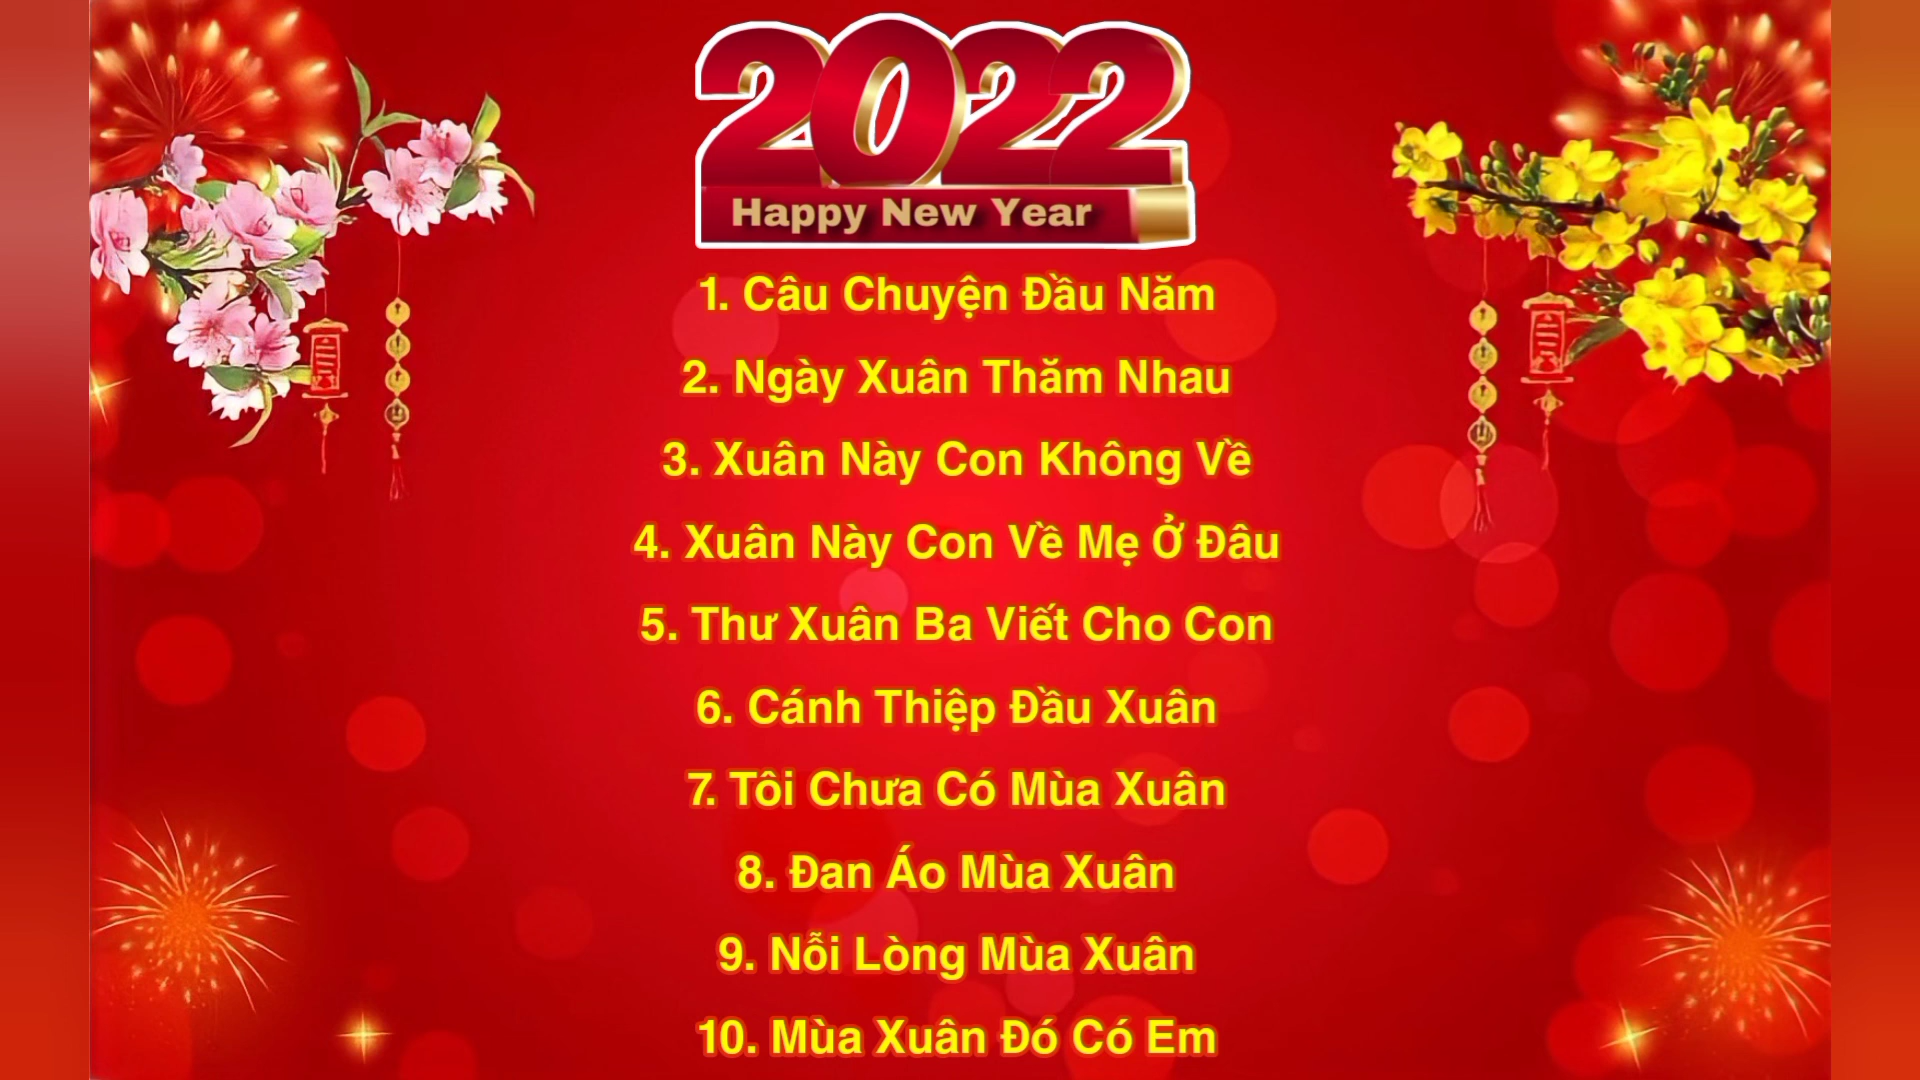 2022
Happy New Year
1. Câu Chuyện Đầu Năm
2. Ngày Xuân Thăm Nhau
3. Xuân Này Con Không Về
4. Xuân Này Con Về Mẹ Ở Đâu
5. Thư Xuân Ba Viết Cho Con
6. Cánh Thiệp Đầu Xuân
7. Tôi Chưa Có Mùa Xuân
8. Đan Áo Mùa Xuân
9. Nỗi Lòng Mùa Xuân
10. Mùa Xuân Đó Có Em